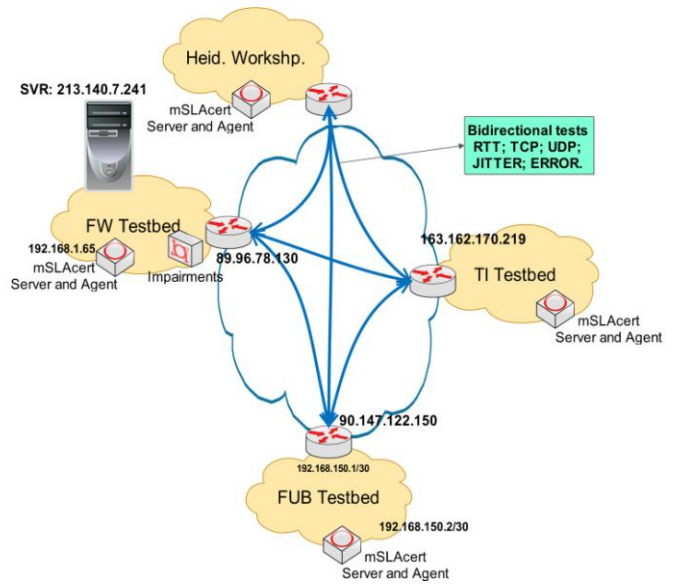 Heid. Workshp.
SVR: 213.140.7.241
mSLAcert
Server and Agent
Bidirectional tests
RTT; TCP; UDP;
JITTER; ERROR.
FW Testbed
192.168.1.65
mSLAcert
Server and Agent
Impairments
89.96.78.130
163.162.170.219
TI Testbed
mSLAcert
Server and Agent
90.147.122.150
192.168.150.1/30
FUB Testbed
192.168.150.2/30
mSLAcert
Server and Agent